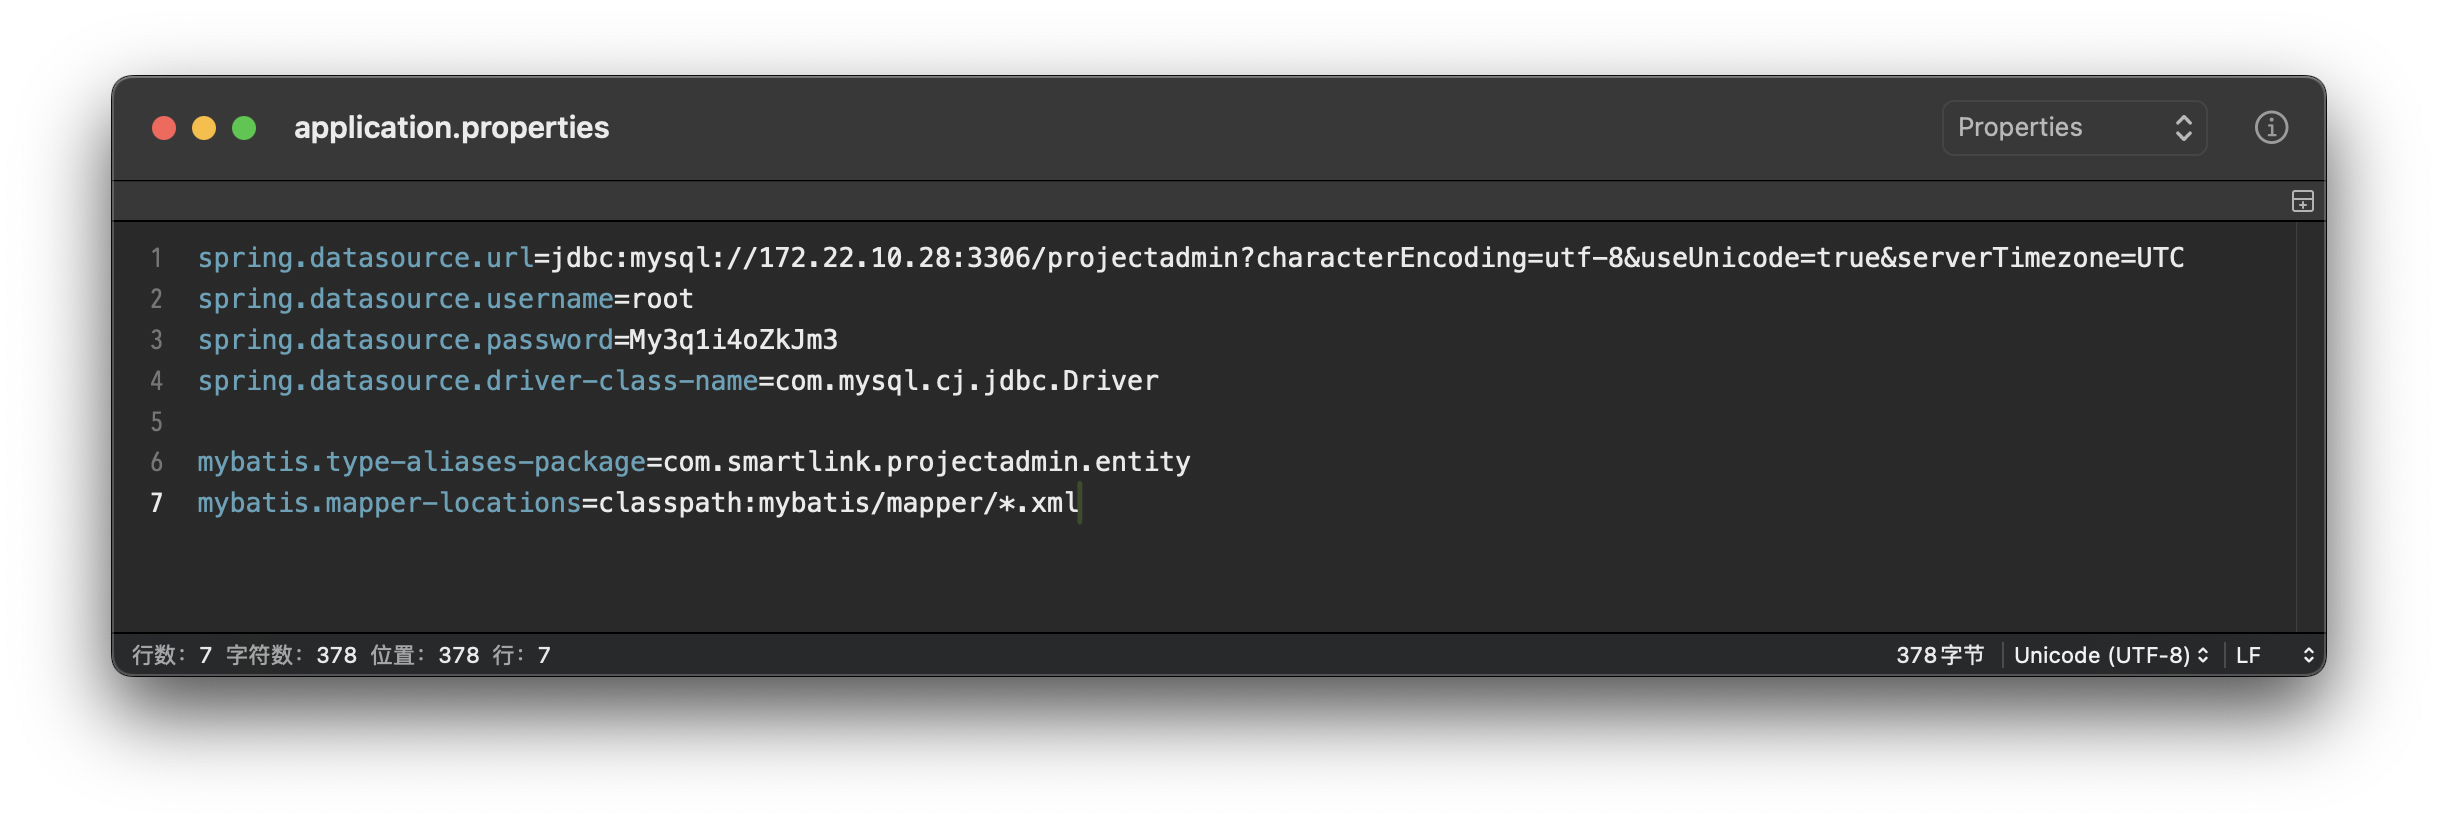 application.properties
Properties
1 spring.datasource.url=jdbc:mysql://172.22.10.28:3306/projectadmin?characterEncoding=utf-8&useUnicode=true&serverTimezone=UTC
2 spring.datasource.username=root
3 spring.datasource.password=My3q1i4oZkJm3
4 spring.datasource.driver-class-name=com.mysql.cj.jdbc.Driver
5
6 mybatis.type-aliases-package=com.smartlink.projectadmin.entity
7 mybatis.mapper-locations=classpath:mybatis/mapper/*.xml
行数: 7 字符数: 378 位置: 378 行: 7 378字节 Unicode (UTF-8) LF